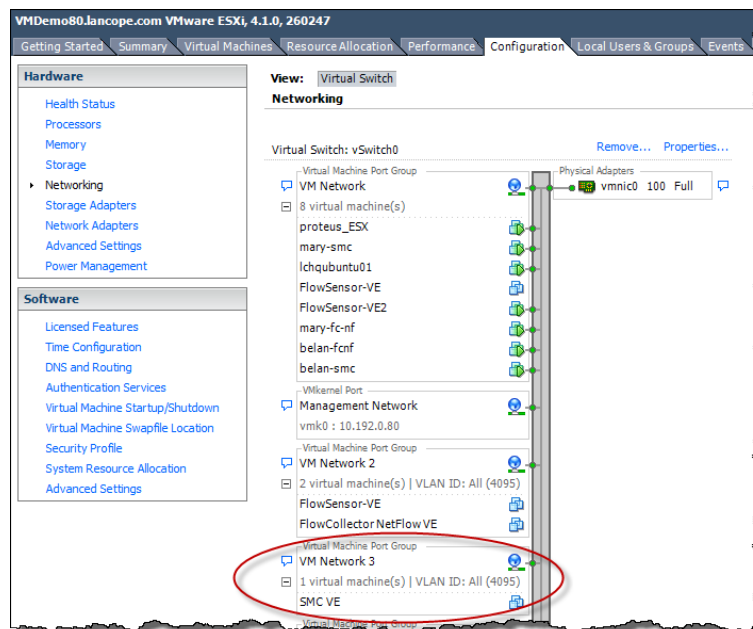 VMDemo80.lancope.com VMware ESXi, 4.1.0, 260247
Getting Started Summary Virtual Machines Resource Allocation Performance Configuration Local Users & Groups Events
Hardware
Health Status
Processors
Memory
Storage
Networking
Storage Adapters
Network Adapters
Advanced Settings
Power Management
Software
Licensed Features
Time Configuration
DNS and Routing
Authentication Services
Virtual Machine Startup/Shutdown
Virtual Machine Swapfile Location
Security Profile
System Resource Allocation
Advanced Settings
View: Virtual Switch
Networking
Virtual Switch: vSwitch0 Remove... Properties...
Virtual Machine Port Group Physical Adapters
VM Network vmnic0 100 Full
8 virtual machine(s)
proteus_ESX
mary-smc
lchqubuntu01
FlowSensor-VE
FlowSensor-VE2
mary-fc-nf
belan-fcnf
belan-smc
VMkernel Port
Management Network
vmk0 : 10.192.0.80
Virtual Machine Port Group
VM Network 2
2 virtual machine(s) | VLAN ID: All (4095)
FlowSensor-VE
FlowCollector NetFlow VE
Virtual Machine Port Group
VM Network 3
1 virtual machine(s) | VLAN ID: All (4095)
SMC VE
Virtual Machine Port Group